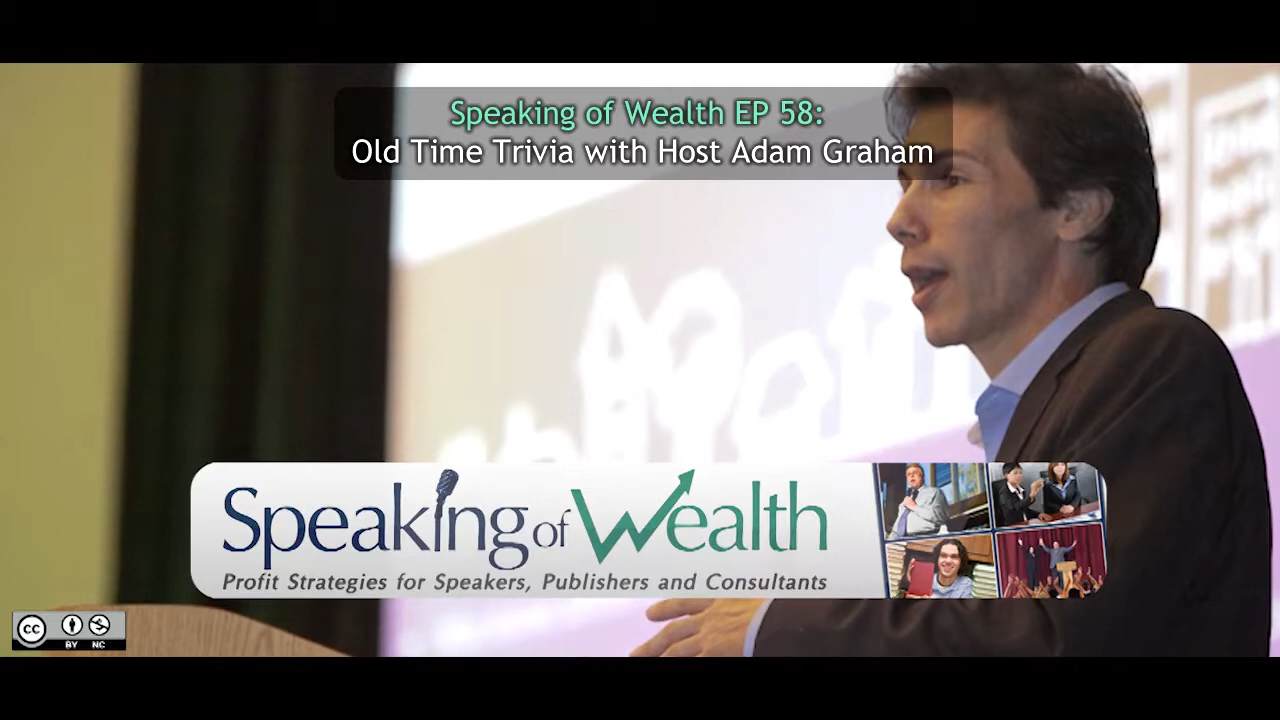 Speaking of Wealth EP 58:
Old Time Trivia with Host Adam Graham
Speaking of Wealth
Profit Strategies for Speakers, Publishers and Consultants
cc
BY NC